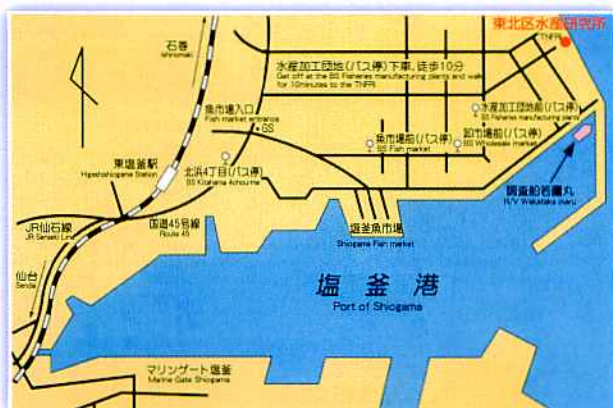 東北区水産研究所
TNFRI
石巻
Ishinomaki
水産加工団地(バス停)下車、徒歩10分
Get off at the BS Fisheries manufacturing plants and walk
for 10minutes to the TNFRI
魚市場入口
Fish market entrance
GS
水産加工団地前(バス停)
BS Fisheries manufacturing plants
魚市場前(バス停)
BS Fish market
卸市場前(バス停)
BS Wholesale market
東塩釜駅
Higashishiogama Station
北浜4丁目(バス停)
BS Kitahama 4choume
調査船若鷹丸
R/V Wakataka maru
国道45号線
Route 45
JR仙石線
JR Senseki Line
塩釜魚市場
Shiogama Fish market
仙台
Sendai
塩釜港
Port of Shiogama
マリンゲート塩釜
Marine Gate Shiogama